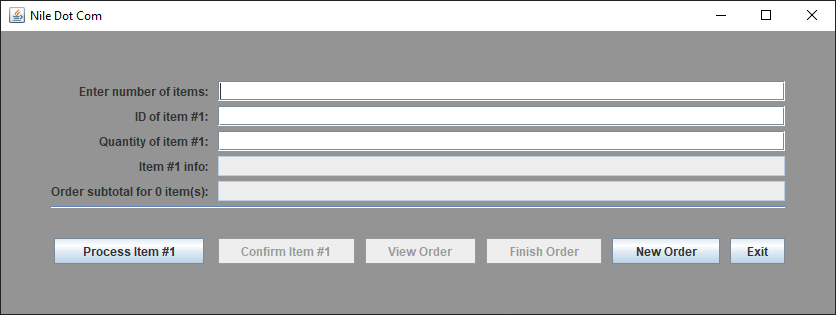 Nile Dot Com
Enter number of items:
ID of item #1:
Quantity of item #1:
Item #1 info:
Order subtotal for 0 item(s):
Process Item #1 Confirm Item #1 View Order Finish Order New Order Exit